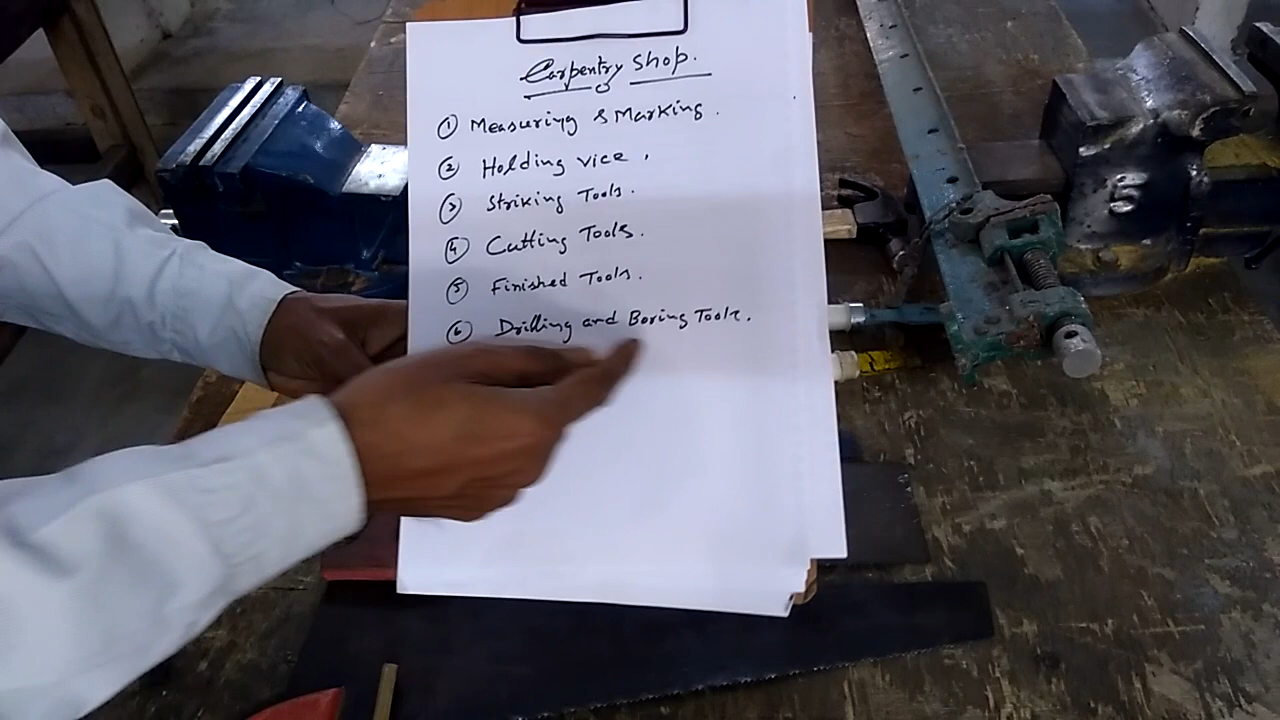 Carpentry Shop.
① Measuring & Marking.
② Holding vice.
③ Striking Tools.
④ Cutting Tools.
⑤ Finished Tools.
⑥ Drilling and Boring Tools.
5